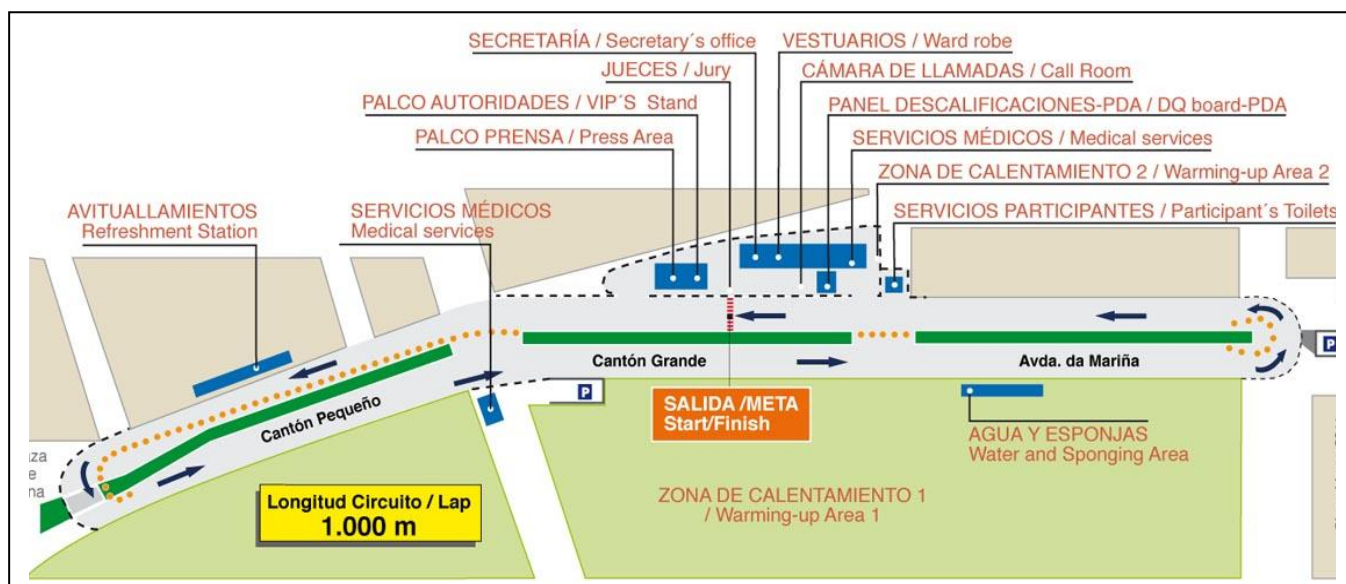 SECRETARÍA / Secretary´s office
VESTUARIOS / Ward robe
JUECES / Jury
CÁMARA DE LLAMADAS / Call Room
PALCO AUTORIDADES / VIP´S Stand
PANEL DESCALIFICACIONES-PDA / DQ board-PDA
PALCO PRENSA / Press Area
SERVICIOS MÉDICOS / Medical services
ZONA DE CALENTAMIENTO 2 / Warming-up Area 2
AVITUALLAMIENTOS
Refreshment Station
SERVICIOS MÉDICOS
Medical services
SERVICIOS PARTICIPANTES / Participant´s Toilets
P
Cantón Grande
Avda. da Mariña
P
Cantón Pequeño
SALIDA /META
Start/Finish
AGUA Y ESPONJAS
Water and Sponging Area
Longitud Circuito / Lap
1.000 m
ZONA DE CALENTAMIENTO 1
/ Warming-up Area 1